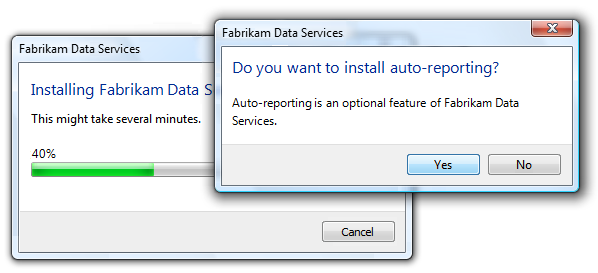 Fabrikam Data Services
Installing Fabrikam Data S
This might take several minutes.
40%
Cancel
Fabrikam Data Services
Do you want to install auto-reporting?
Auto-reporting is an optional feature of Fabrikam Data
Services.
Yes
No